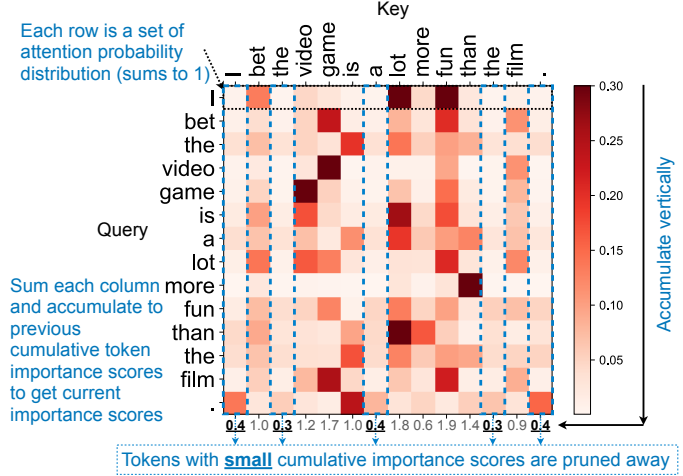 Key
Each row is a set of
attention probability
distribution (sums to 1)
I bet the video game is a lot more fun than the film .
I
bet
the
video
game
is
a
lot
more
fun
than
the
film
.
Query
Sum each column
and accumulate to
previous
cumulative token
importance scores
to get current
importance scores
0.30
0.25
0.20
0.15
0.10
0.05
Accumulate vertically
0.4 1.0 0.3 1.2 1.7 1.0 0.4 1.8 0.6 1.9 1.4 0.3 0.9 0.4
Tokens with small cumulative importance scores are pruned away